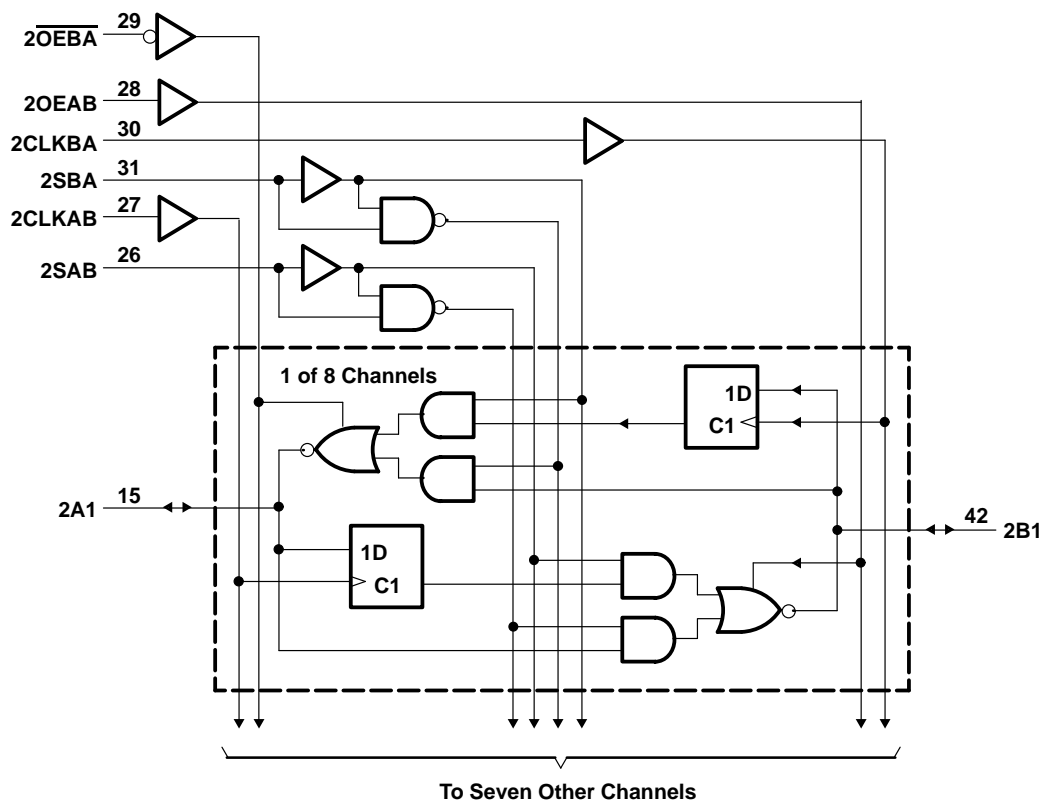 2O̅E̅B̅A̅ 29
2OEAB 28
2CLKBA 30
2SBA 31
2CLKAB 27
2SAB 26
1 of 8 Channels
1D
C1
2A1 15
42 2B1
1D
C1
To Seven Other Channels